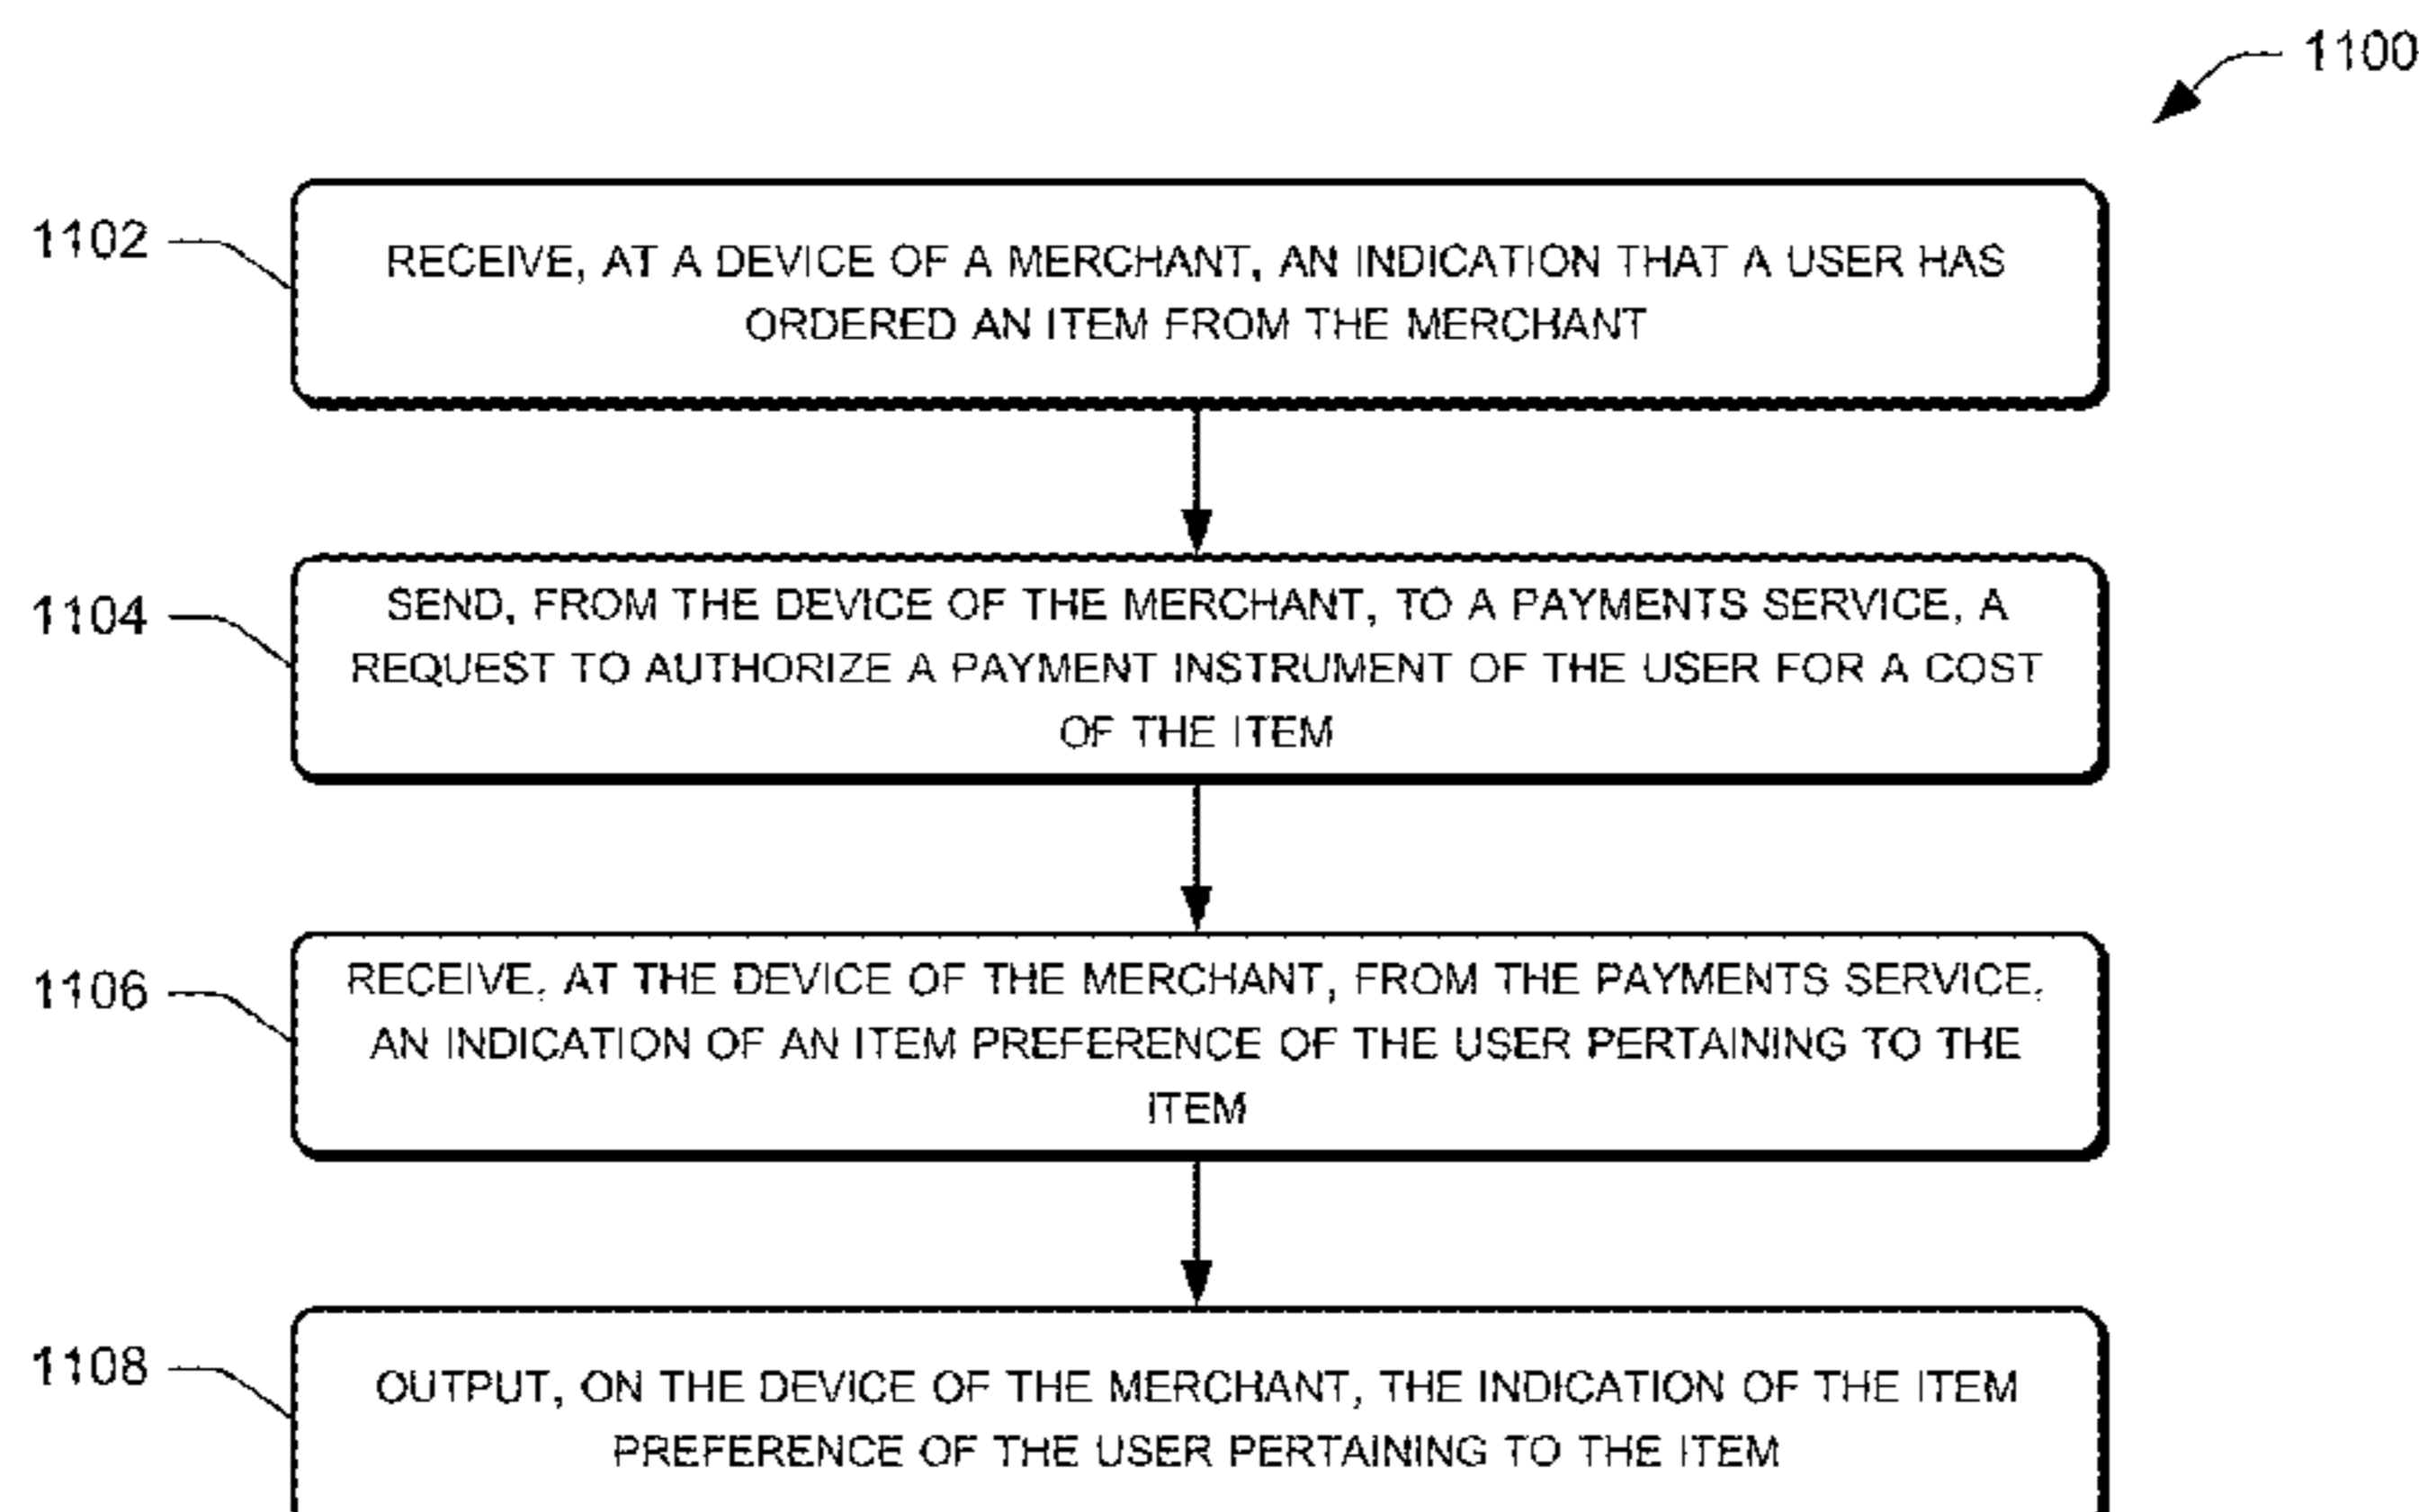 1100
1102
RECEIVE, AT A DEVICE OF A MERCHANT, AN INDICATION THAT A USER HAS
ORDERED AN ITEM FROM THE MERCHANT
1104
SEND, FROM THE DEVICE OF THE MERCHANT, TO A PAYMENTS SERVICE, A
REQUEST TO AUTHORIZE A PAYMENT INSTRUMENT OF THE USER FOR A COST
OF THE ITEM
1106
RECEIVE, AT THE DEVICE OF THE MERCHANT, FROM THE PAYMENTS SERVICE,
AN INDICATION OF AN ITEM PREFERENCE OF THE USER PERTAINING TO THE
ITEM
1108
OUTPUT, ON THE DEVICE OF THE MERCHANT, THE INDICATION OF THE ITEM
PREFERENCE OF THE USER PERTAINING TO THE ITEM